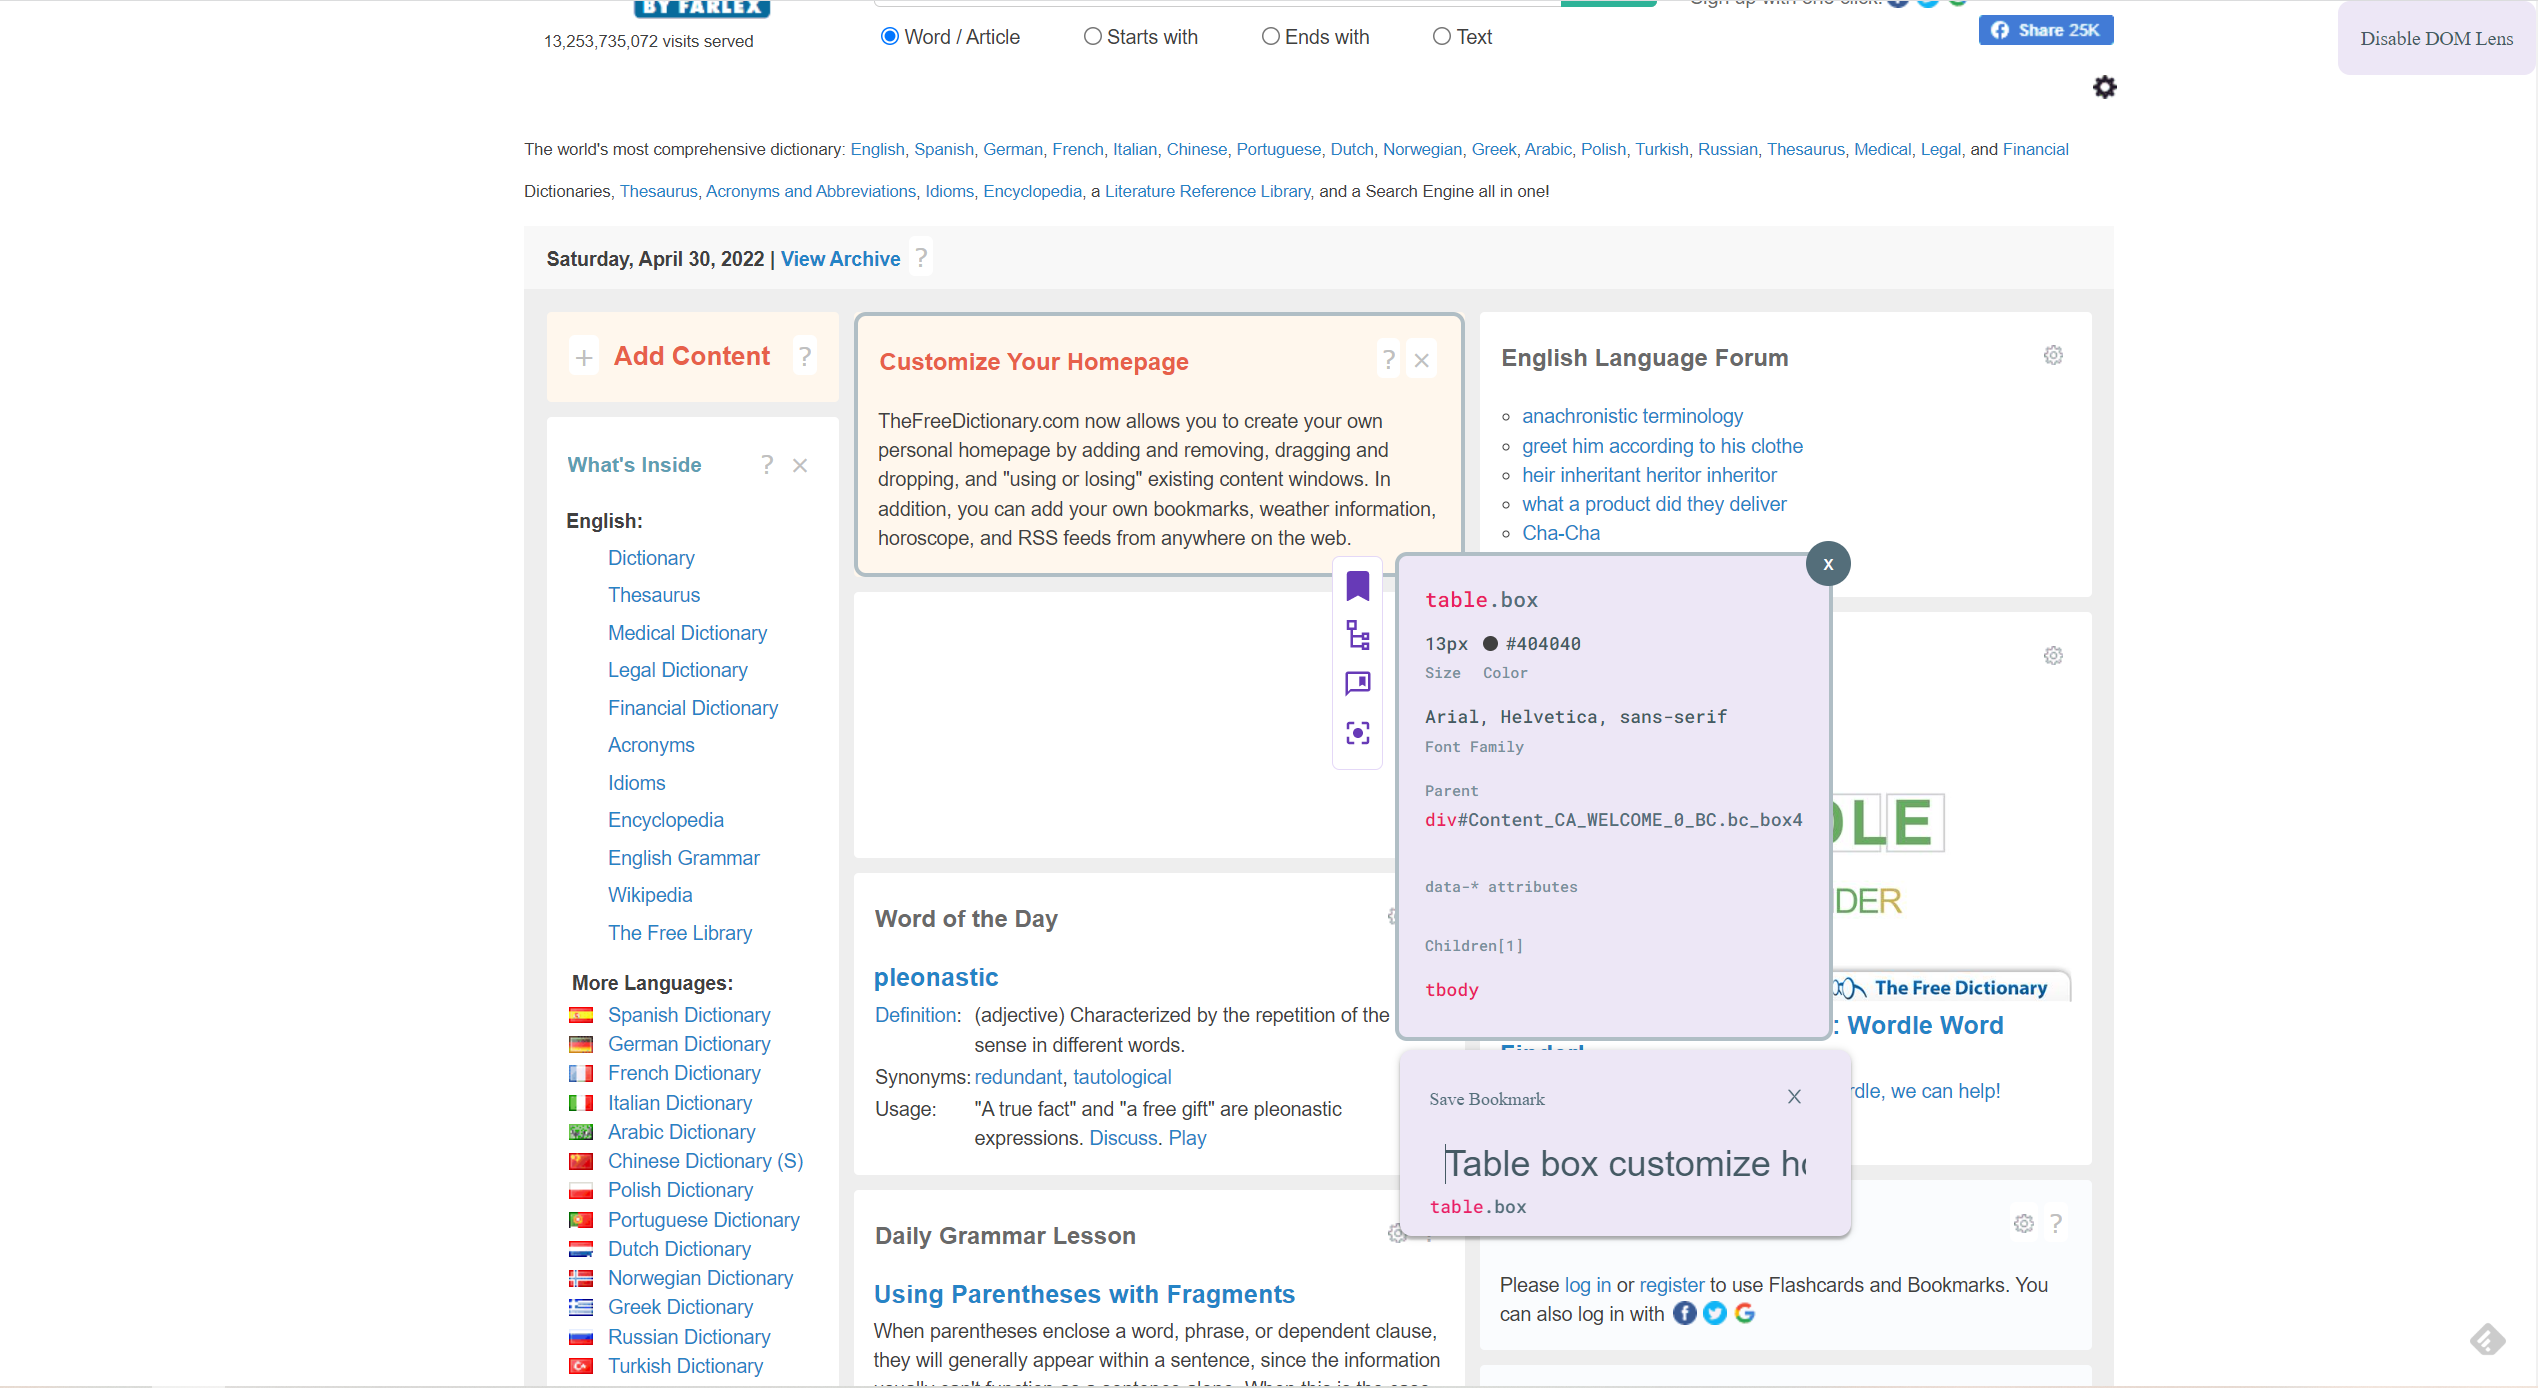 BY FARLEX
13,253,735,072 visits served
Word / Article
Starts with
Ends with
Text
Sign up with one click:
Share 25K
Disable DOM Lens
The world's most comprehensive dictionary: English, Spanish, German, French, Italian, Chinese, Portuguese, Dutch, Norwegian, Greek, Arabic, Polish, Turkish, Russian, Thesaurus, Medical, Legal, and Financial
Dictionaries, Thesaurus, Acronyms and Abbreviations, Idioms, Encyclopedia, a Literature Reference Library, and a Search Engine all in one!
Saturday, April 30, 2022 | View Archive ?
+ Add Content ?
What's Inside ? ×
English:
Dictionary
Thesaurus
Medical Dictionary
Legal Dictionary
Financial Dictionary
Acronyms
Idioms
Encyclopedia
English Grammar
Wikipedia
The Free Library
More Languages:
Spanish Dictionary
German Dictionary
French Dictionary
Italian Dictionary
Arabic Dictionary
Chinese Dictionary (S)
Polish Dictionary
Portuguese Dictionary
Dutch Dictionary
Norwegian Dictionary
Greek Dictionary
Russian Dictionary
Turkish Dictionary
Customize Your Homepage ? ×
TheFreeDictionary.com now allows you to create your own
personal homepage by adding and removing, dragging and
dropping, and "using or losing" existing content windows. In
addition, you can add your own bookmarks, weather information,
horoscope, and RSS feeds from anywhere on the web.
Word of the Day
pleonastic
Definition: (adjective) Characterized by the repetition of the
sense in different words.
Synonyms: redundant, tautological
Usage: "A true fact" and "a free gift" are pleonastic
expressions. Discuss. Play
Daily Grammar Lesson
Using Parentheses with Fragments
When parentheses enclose a word, phrase, or dependent clause,
they will generally appear within a sentence, since the information
English Language Forum
anachronistic terminology
greet him according to his clothe
heir inheritant heritor inheritor
what a product did they deliver
Cha-Cha
x
table.box
13px #404040
Size Color
Arial, Helvetica, sans-serif
Font Family
Parent
div#Content_CA_WELCOME_0_BC.bc_box4
data-* attributes
Children[1]
tbody
LE
DER
The Free Dictionary
: Wordle Word
we can help!
Save Bookmark X
Table box customize
table.box
?
Please log in or register to use Flashcards and Bookmarks. You
can also log in with